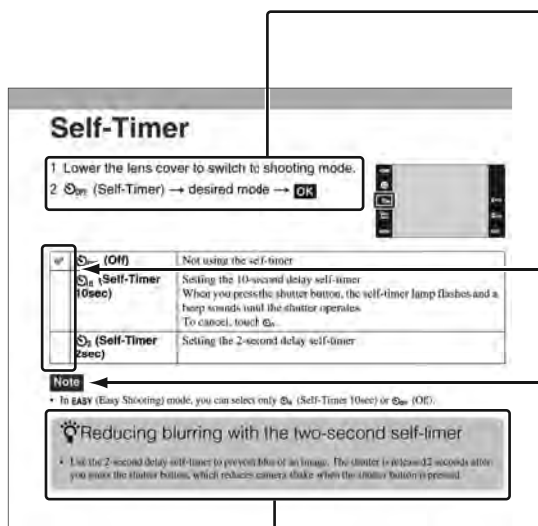 Self-Timer
1 Lower the lens cover to switch to shooting mode.
2 OFF (Self-Timer) → desired mode → OK
(Off) Not using the self-timer
10 (Self-Timer 10sec) Setting the 10-second delay self-timer
When you press the shutter button, the self-timer lamp flashes and a
beep sounds until the shutter operates.
To cancel, touch
2 (Self-Timer 2sec) Setting the 2-second delay self-timer
Note
• In EASY (Easy Shooting) mode, you can select only (Self-Timer 10sec) or OFF (Off).
Reducing blurring with the two-second self-timer
• Use the 2-second delay self-timer to prevent blur of an image. The shutter is released 2 seconds after
you press the shutter button, which reduces camera shake when the shutter button is pressed.